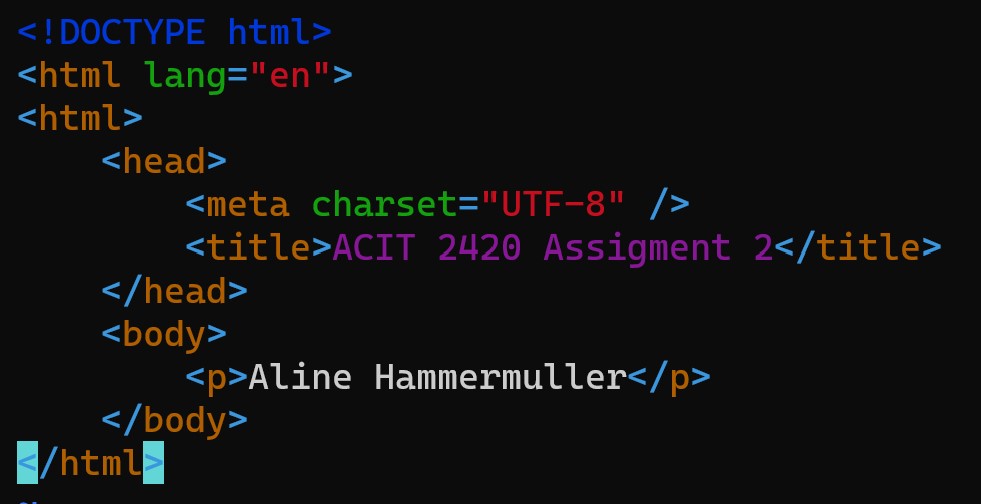 <!DOCTYPE html>
<html lang="en">
<html>
    <head>
        <meta charset="UTF-8" />
        <title>ACIT 2420 Assigment 2</title>
    </head>
    <body>
        <p>Aline Hammermuller</p>
    </body>
</html>